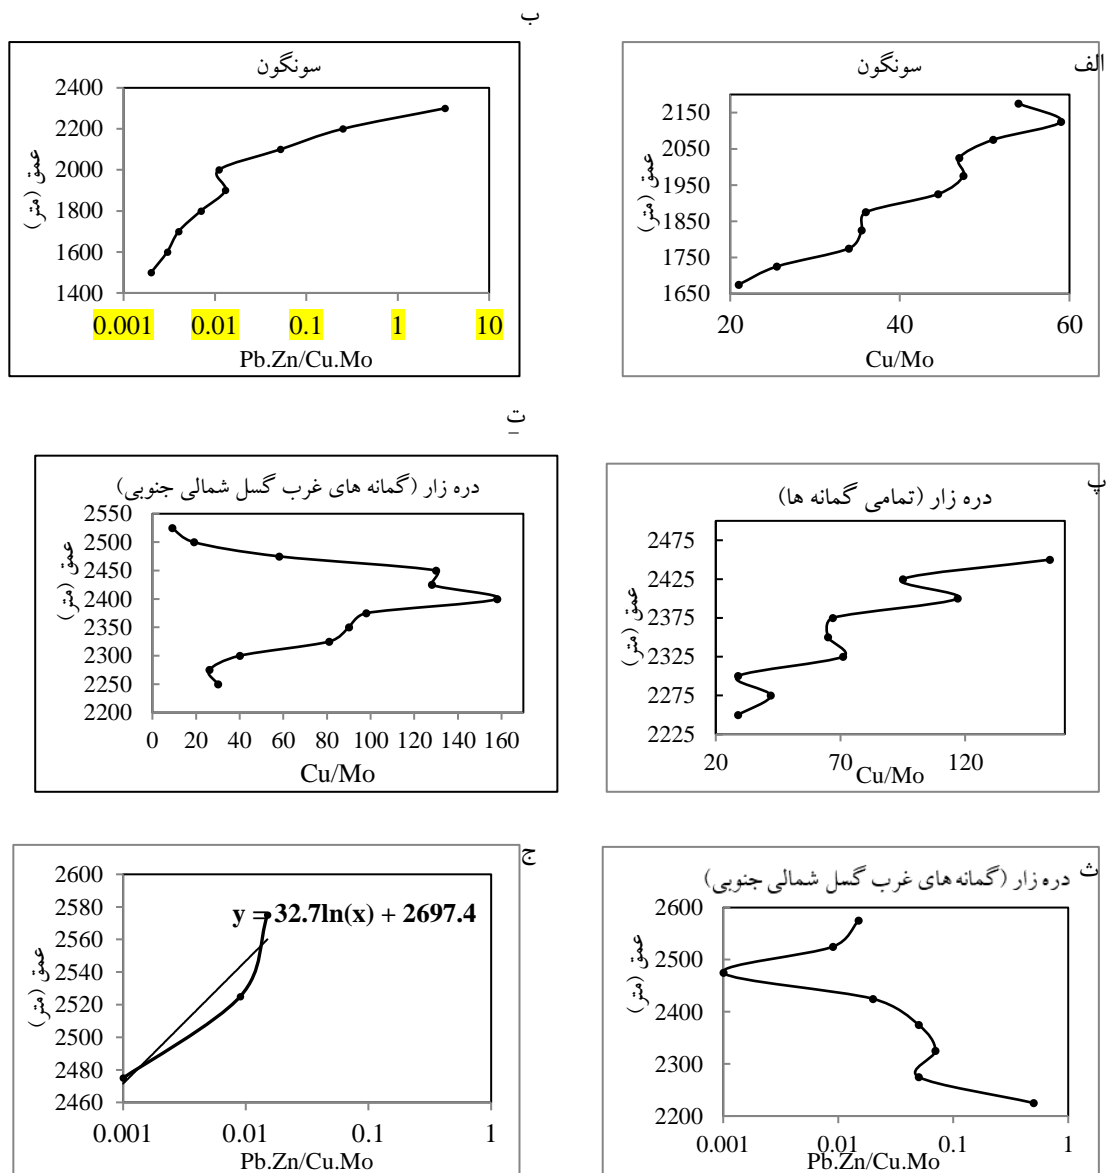 الف
سونگون
2150
2050
1950
1850
1750
1650
عمق (متر)
20 40 60
Cu/Mo
ب
سونگون
2400
2200
2000
1800
1600
1400
عمق (متر)
0.001 0.01 0.1 1 10
Pb.Zn/Cu.Mo
پ
دره زار (تمامی گمانه ها)
2475
2425
2375
2325
2275
2225
عمق (متر)
20 70 120
Cu/Mo
ت
دره زار (گمانه های غرب گسل شمالی جنوبی)
2550
2500
2450
2400
2350
2300
2250
2200
عمق (متر)
0 20 40 60 80 100 120 140 160
Cu/Mo
ث
دره زار (گمانه های غرب گسل شمالی جنوبی)
2600
2500
2400
2300
2200
عمق (متر)
0.001 0.01 0.1 1
Pb.Zn/Cu.Mo
ج
2600
2580
2560
2540
2520
2500
2480
2460
عمق (متر)
y = 32.7ln(x) + 2697.4
0.001 0.01 0.1 1
Pb.Zn/Cu.Mo